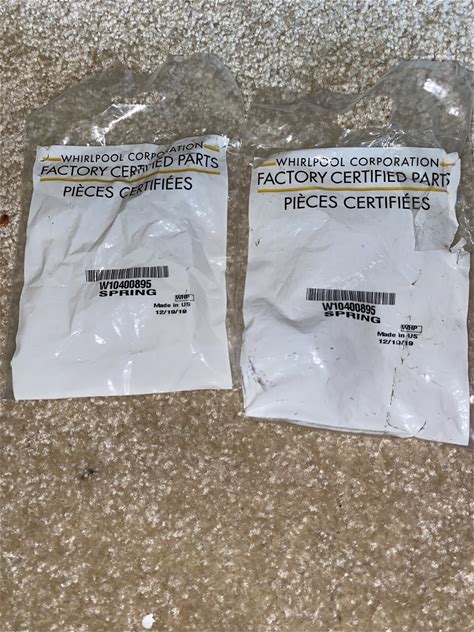 WHIRLPOOL CORPORATION
FACTORY CERTIFIED PARTS
PIÈCES CERTIFIÉES
W10400895
SPRING
WHP
Made in US
12/19/19
WHIRLPOOL CORPORATION
FACTORY CERTIFIED PARTS
PIÈCES CERTIFIÉES
W10400895
SPRING
WHP
Made in US
12/19/19